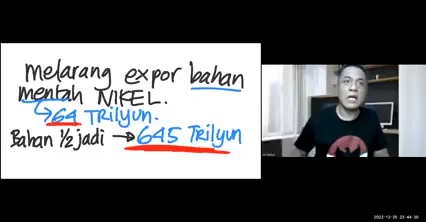 Melarang expor bahan
mentah NIKEL.
↳64 TRilyun.
Bahan ½ jadi → 645 TRilyun
2022-12-25 23:44:30